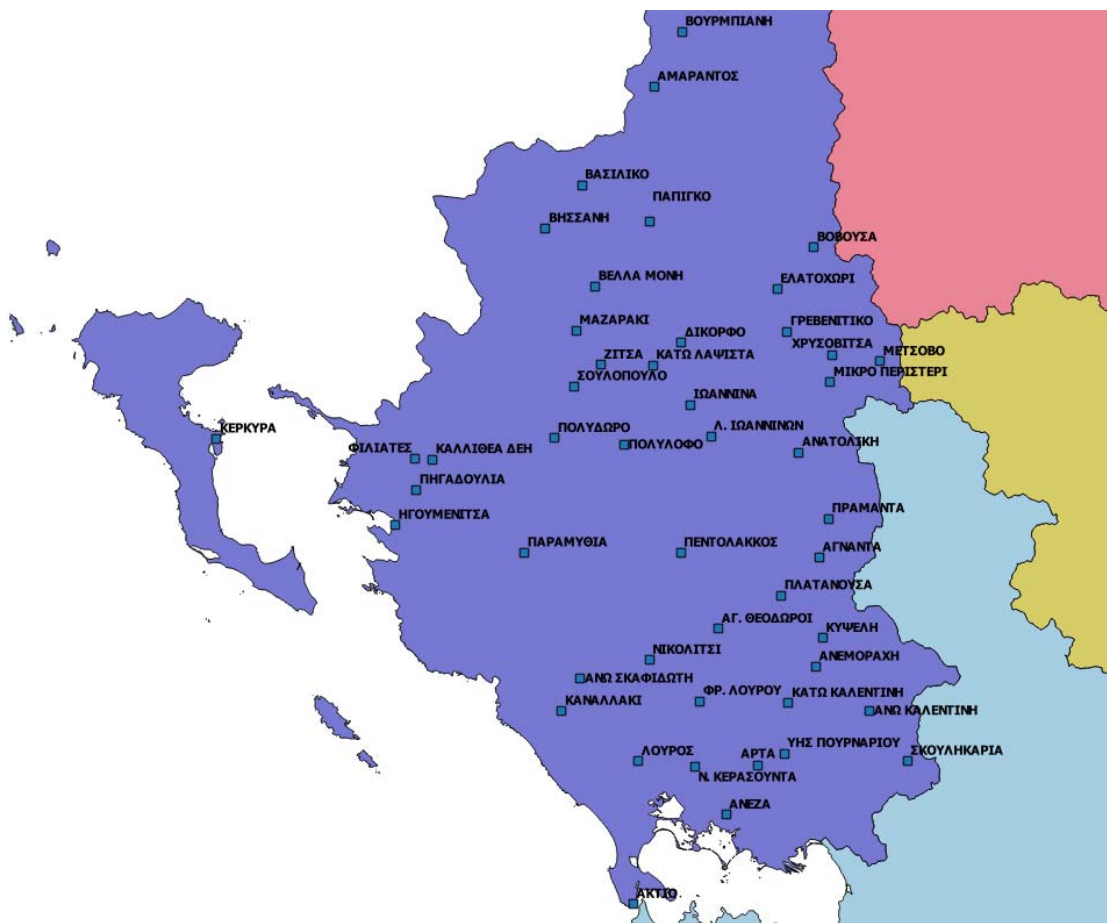 ΒΟΥΡΜΠΙΑΝΗ
ΑΜΑΡΑΝΤΟΣ
ΒΑΣΙΛΙΚΟ
ΠΑΠΙΓΚΟ
ΒΗΣΣΑΝΗ
ΒΟΒΟΥΣΑ
ΒΕΛΛΑ ΜΟΝΗ
ΕΛΑΤΟΧΩΡΙ
ΜΑΖΑΡΑΚΙ
ΔΙΚΟΡΦΟ
ΓΡΕΒΕΝΙΤΙΚΟ
ΧΡΥΣΟΒΙΤΣΑ
ΖΙΤΣΑ
ΚΑΤΩ ΛΑΨΙΣΤΑ
ΜΕΤΣΟΒΟ
ΣΟΥΛΟΠΟΥΛΟ
ΜΙΚΡΟ ΠΕΡΙΣΤΕΡΙ
ΙΩΑΝΝΙΝΑ
ΚΕΡΚΥΡΑ
ΠΟΛΥΔΩΡΟ
Λ. ΙΩΑΝΝΙΝΩΝ
ΠΟΛΥΛΟΦΟ
ΑΝΑΤΟΛΙΚΗ
ΦΙΛΙΑΤΕΣ
ΚΑΛΛΙΘΕΑ ΔΕΗ
ΠΗΓΑΔΟΥΛΙΑ
ΗΓΟΥΜΕΝΙΤΣΑ
ΠΡΑΜΑΝΤΑ
ΠΑΡΑΜΥΘΙΑ
ΠΕΝΤΟΛΑΚΚΟΣ
ΑΓΝΑΝΤΑ
ΠΛΑΤΑΝΟΥΣΑ
ΑΓ. ΘΕΟΔΩΡΟΙ
ΚΥΨΕΛΗ
ΝΙΚΟΛΙΤΣΙ
ΑΝΕΜΟΡΑΧΗ
ΑΝΩ ΣΚΑΦΙΔΩΤΗ
ΚΑΝΑΛΛΑΚΙ
ΦΡ. ΛΟΥΡΟΥ
ΚΑΤΩ ΚΑΛΕΝΤΙΝΗ
ΑΝΩ ΚΑΛΕΝΤΙΝΗ
ΛΟΥΡΟΣ
ΑΡΤΑ
ΥΗΣ ΠΟΥΡΝΑΡΙΟΥ
ΣΚΟΥΛΗΚΑΡΙΑ
Ν. ΚΕΡΑΣΟΥΝΤΑ
ΑΝΕΖΑ
ΑΚΤΙΟ